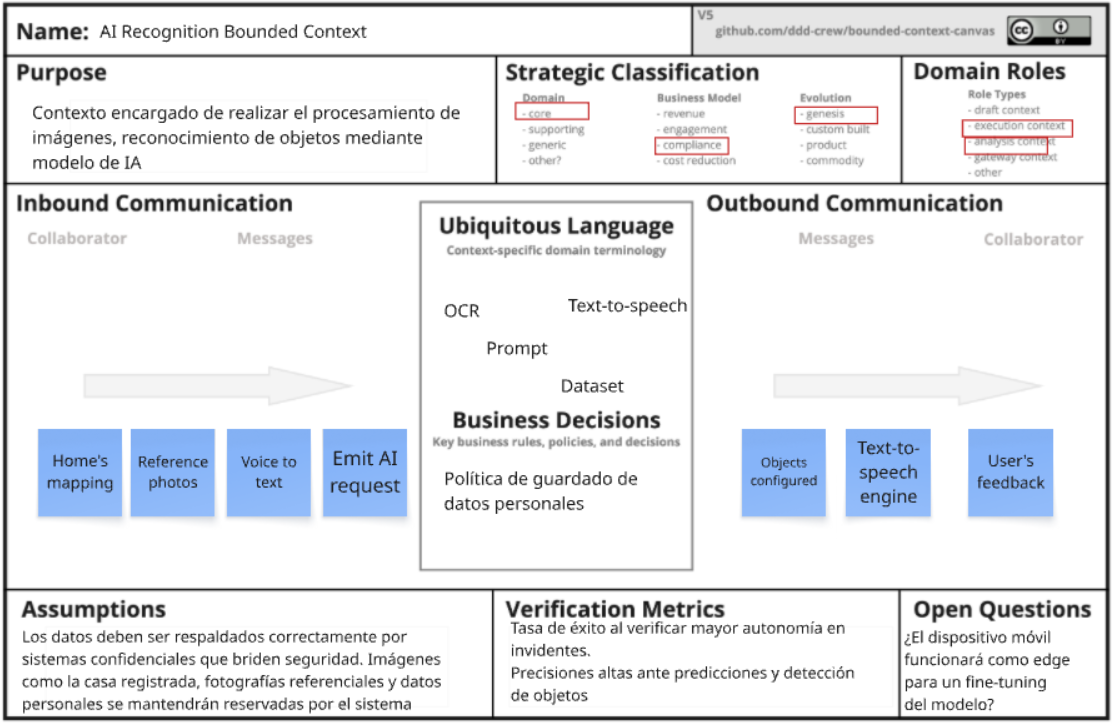 Name: AI Recognition Bounded Context
V5
github.com/ddd-crew/bounded-context-canvas
cc
BY
Purpose
Contexto encargado de realizar el procesamiento de
imágenes, reconocimiento de objetos mediante
modelo de IA
Strategic Classification
Domain
- core
- supporting
- generic
- other?
Business Model
- revenue
- engagement
- compliance
- cost reduction
Evolution
- genesis
- custom built
- product
- commodity
Domain Roles
Role Types
- draft context
- execution context
- analysis context
- gateway context
- other
Inbound Communication
Collaborator
Messages
Home's
mapping
Reference
photos
Voice to
text
Emit AI
request
Ubiquitous Language
Context-specific domain terminology
OCR
Text-to-speech
Prompt
Dataset
Business Decisions
Key business rules, policies, and decisions
Política de guardado de
datos personales
Outbound Communication
Messages
Collaborator
Objects
configured
Text-to-
speech
engine
User's
feedback
Assumptions
Los datos deben ser respaldados correctamente por
sistemas confidenciales que briden seguridad. Imágenes
como la casa registrada, fotografías referenciales y datos
personales se mantendrán reservadas por el sistema
Verification Metrics
Tasa de éxito al verificar mayor autonomía en
invidentes.
Precisiones altas ante predicciones y detección
de objetos
Open Questions
¿El dispositivo móvil
funcionará como edge
para un fine-tuning
del modelo?